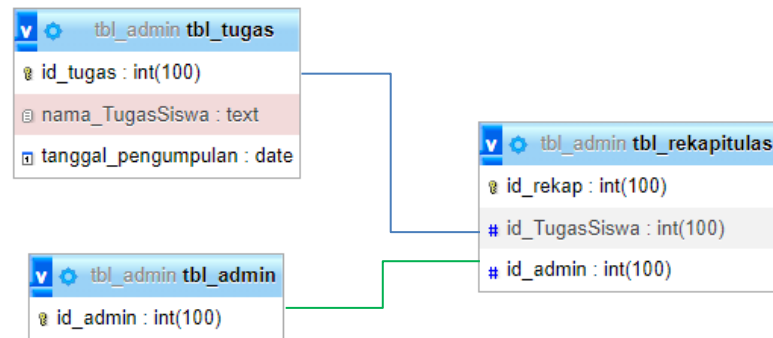 tbl_admin tbl_tugas
id_tugas : int(100)
nama_TugasSiswa : text
tanggal_pengumpulan : date
tbl_admin tbl_rekapitulas
id_rekap : int(100)
# id_TugasSiswa : int(100)
# id_admin : int(100)
tbl_admin tbl_admin
id_admin : int(100)